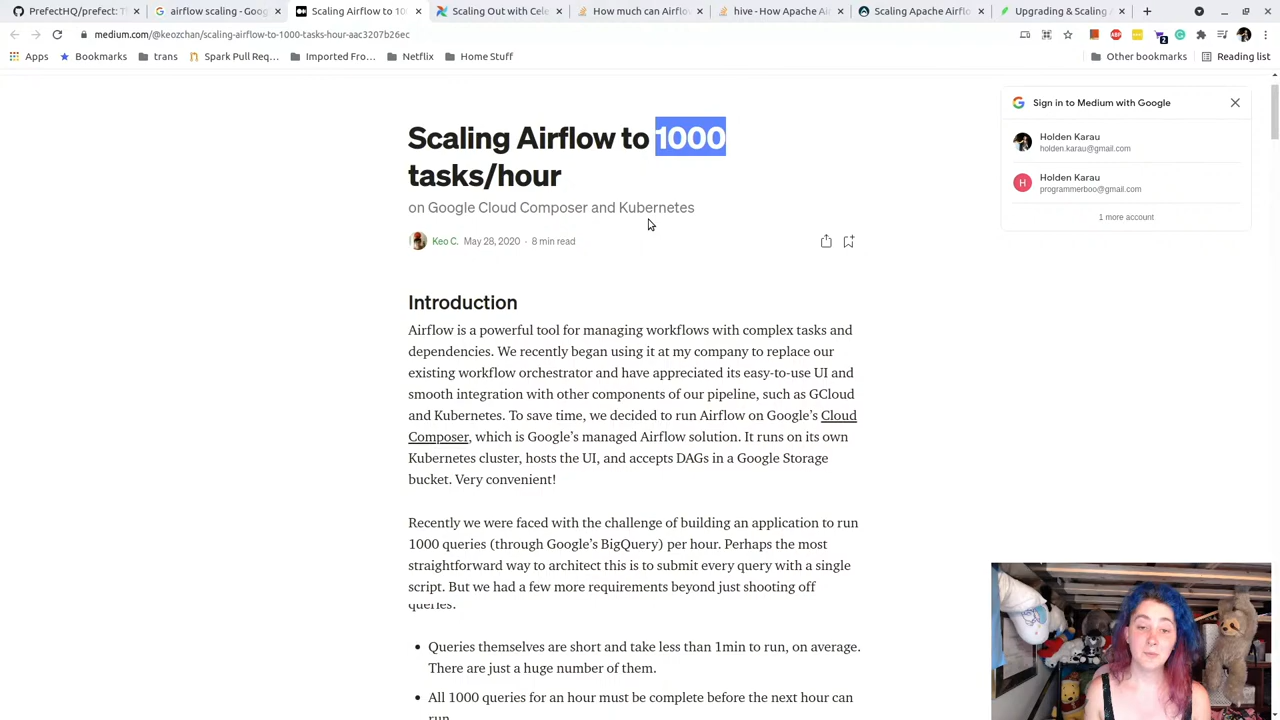 PrefectHQ/prefect: T
airflow scaling - Goog
Scaling Airflow to 10
Scaling Out with Cele
How much can Airflow
hive - How Apache Air
Scaling Apache Airflo
Upgrading & Scaling A
medium.com/@keozchan/scaling-airflow-to-1000-tasks-hour-aac3207b26ec
Apps
Bookmarks
trans
Spark Pull Req...
Imported Fro...
Netflix
Home Stuff
Other bookmarks
Reading list
Sign in to Medium with Google
Holden Karau
holden.karau@gmail.com
H
Holden Karau
programmerboo@gmail.com
1 more account
Scaling Airflow to 1000
tasks/hour
on Google Cloud Composer and Kubernetes
Keo C. May 28, 2020 · 8 min read
Introduction
Airflow is a powerful tool for managing workflows with complex tasks and
dependencies. We recently began using it at my company to replace our
existing workflow orchestrator and have appreciated its easy-to-use UI and
smooth integration with other components of our pipeline, such as GCloud
and Kubernetes. To save time, we decided to run Airflow on Google’s Cloud
Composer, which is Google’s managed Airflow solution. It runs on its own
Kubernetes cluster, hosts the UI, and accepts DAGs in a Google Storage
bucket. Very convenient!
Recently we were faced with the challenge of building an application to run
1000 queries (through Google’s BigQuery) per hour. Perhaps the most
straightforward way to architect this is to submit every query with a single
script. But we had a few more requirements beyond just shooting off
queries.
• Queries themselves are short and take less than 1min to run, on average.
There are just a huge number of them.
• All 1000 queries for an hour must be complete before the next hour can
run.